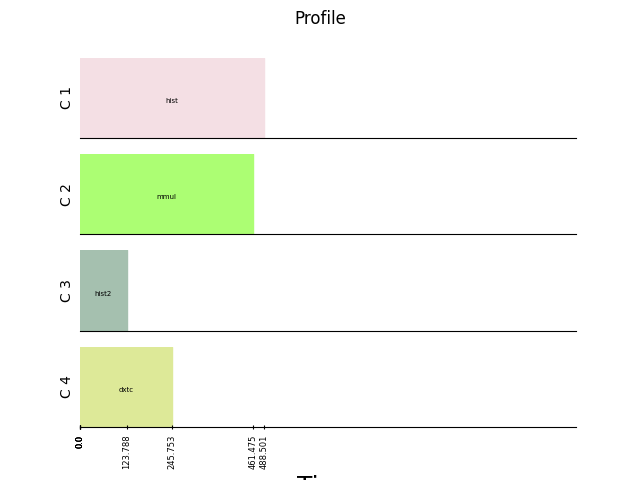 Profile
C 1
hist
C 2
mmul
C 3
hist2
C 4
dxtc
0.0
123.788
245.753
461.475
488.501